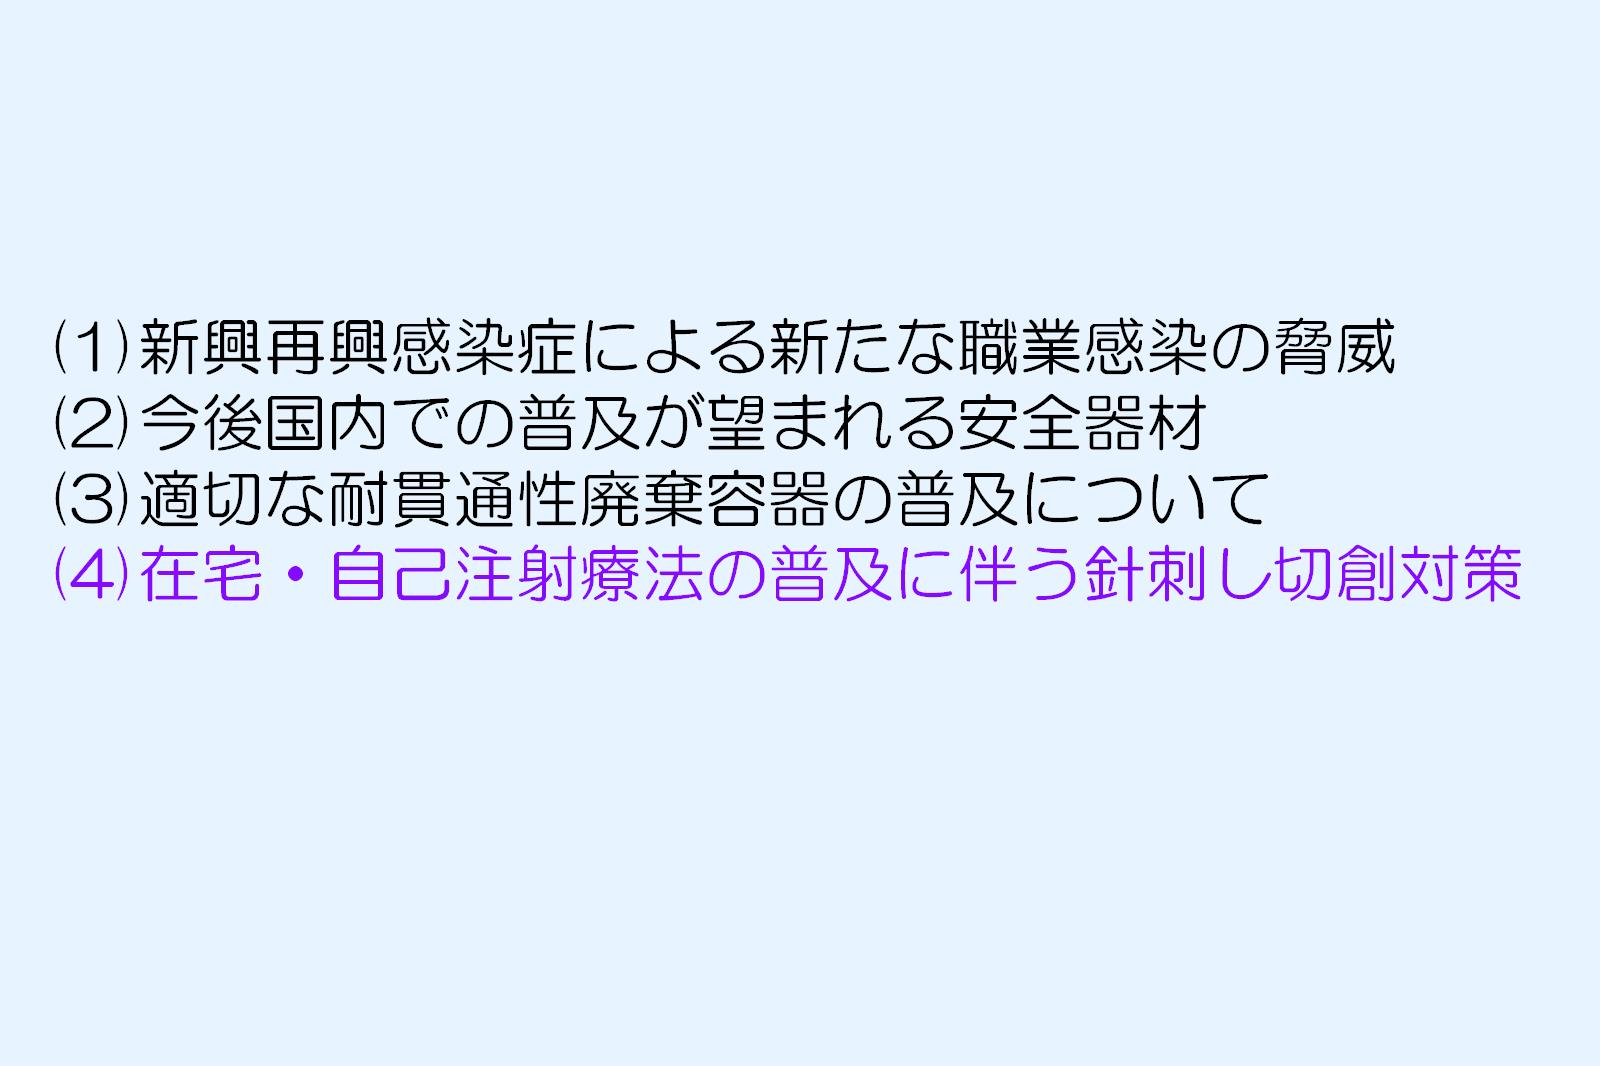 (1)新興再興感染症による新たな職業感染の脅威
(2)今後国内での普及が望まれる安全器材
(3)適切な耐貫通性廃棄容器の普及について
(4)在宅・自己注射療法の普及に伴う針刺し切創対策